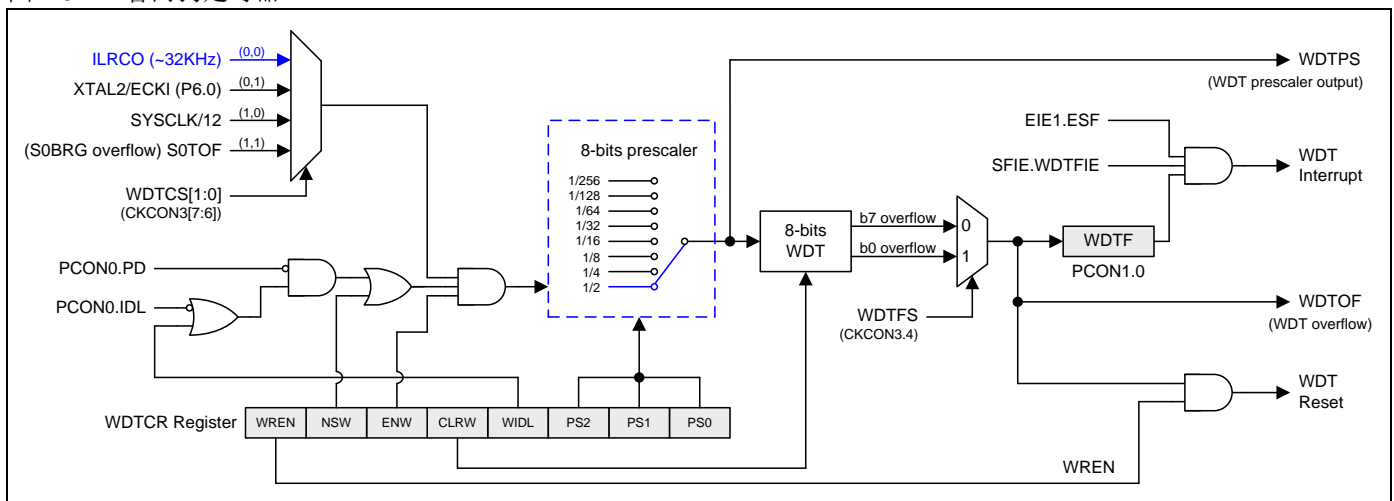 ILRCO (~32KHz)
(0,0)
XTAL2/ECKI (P6.0)
(0,1)
SYSCLK/12
(1,0)
(S0BRG overflow) S0TOF
(1,1)
WDTCS[1:0]
(CKCON3[7:6])
PCON0.PD
PCON0.IDL
8-bits prescaler
1/256
1/128
1/64
1/32
1/16
1/8
1/4
1/2
8-bits
WDT
b7 overflow
b0 overflow
0
1
WDTFS
(CKCON3.4)
WDTPS
(WDT prescaler output)
EIE1.ESF
SFIE.WDTFIE
WDT
Interrupt
WDTF
PCON1.0
WDTOF
(WDT overflow)
WDT
Reset
WREN
WDTCR Register
WREN
NSW
ENW
CLRW
WIDL
PS2
PS1
PS0